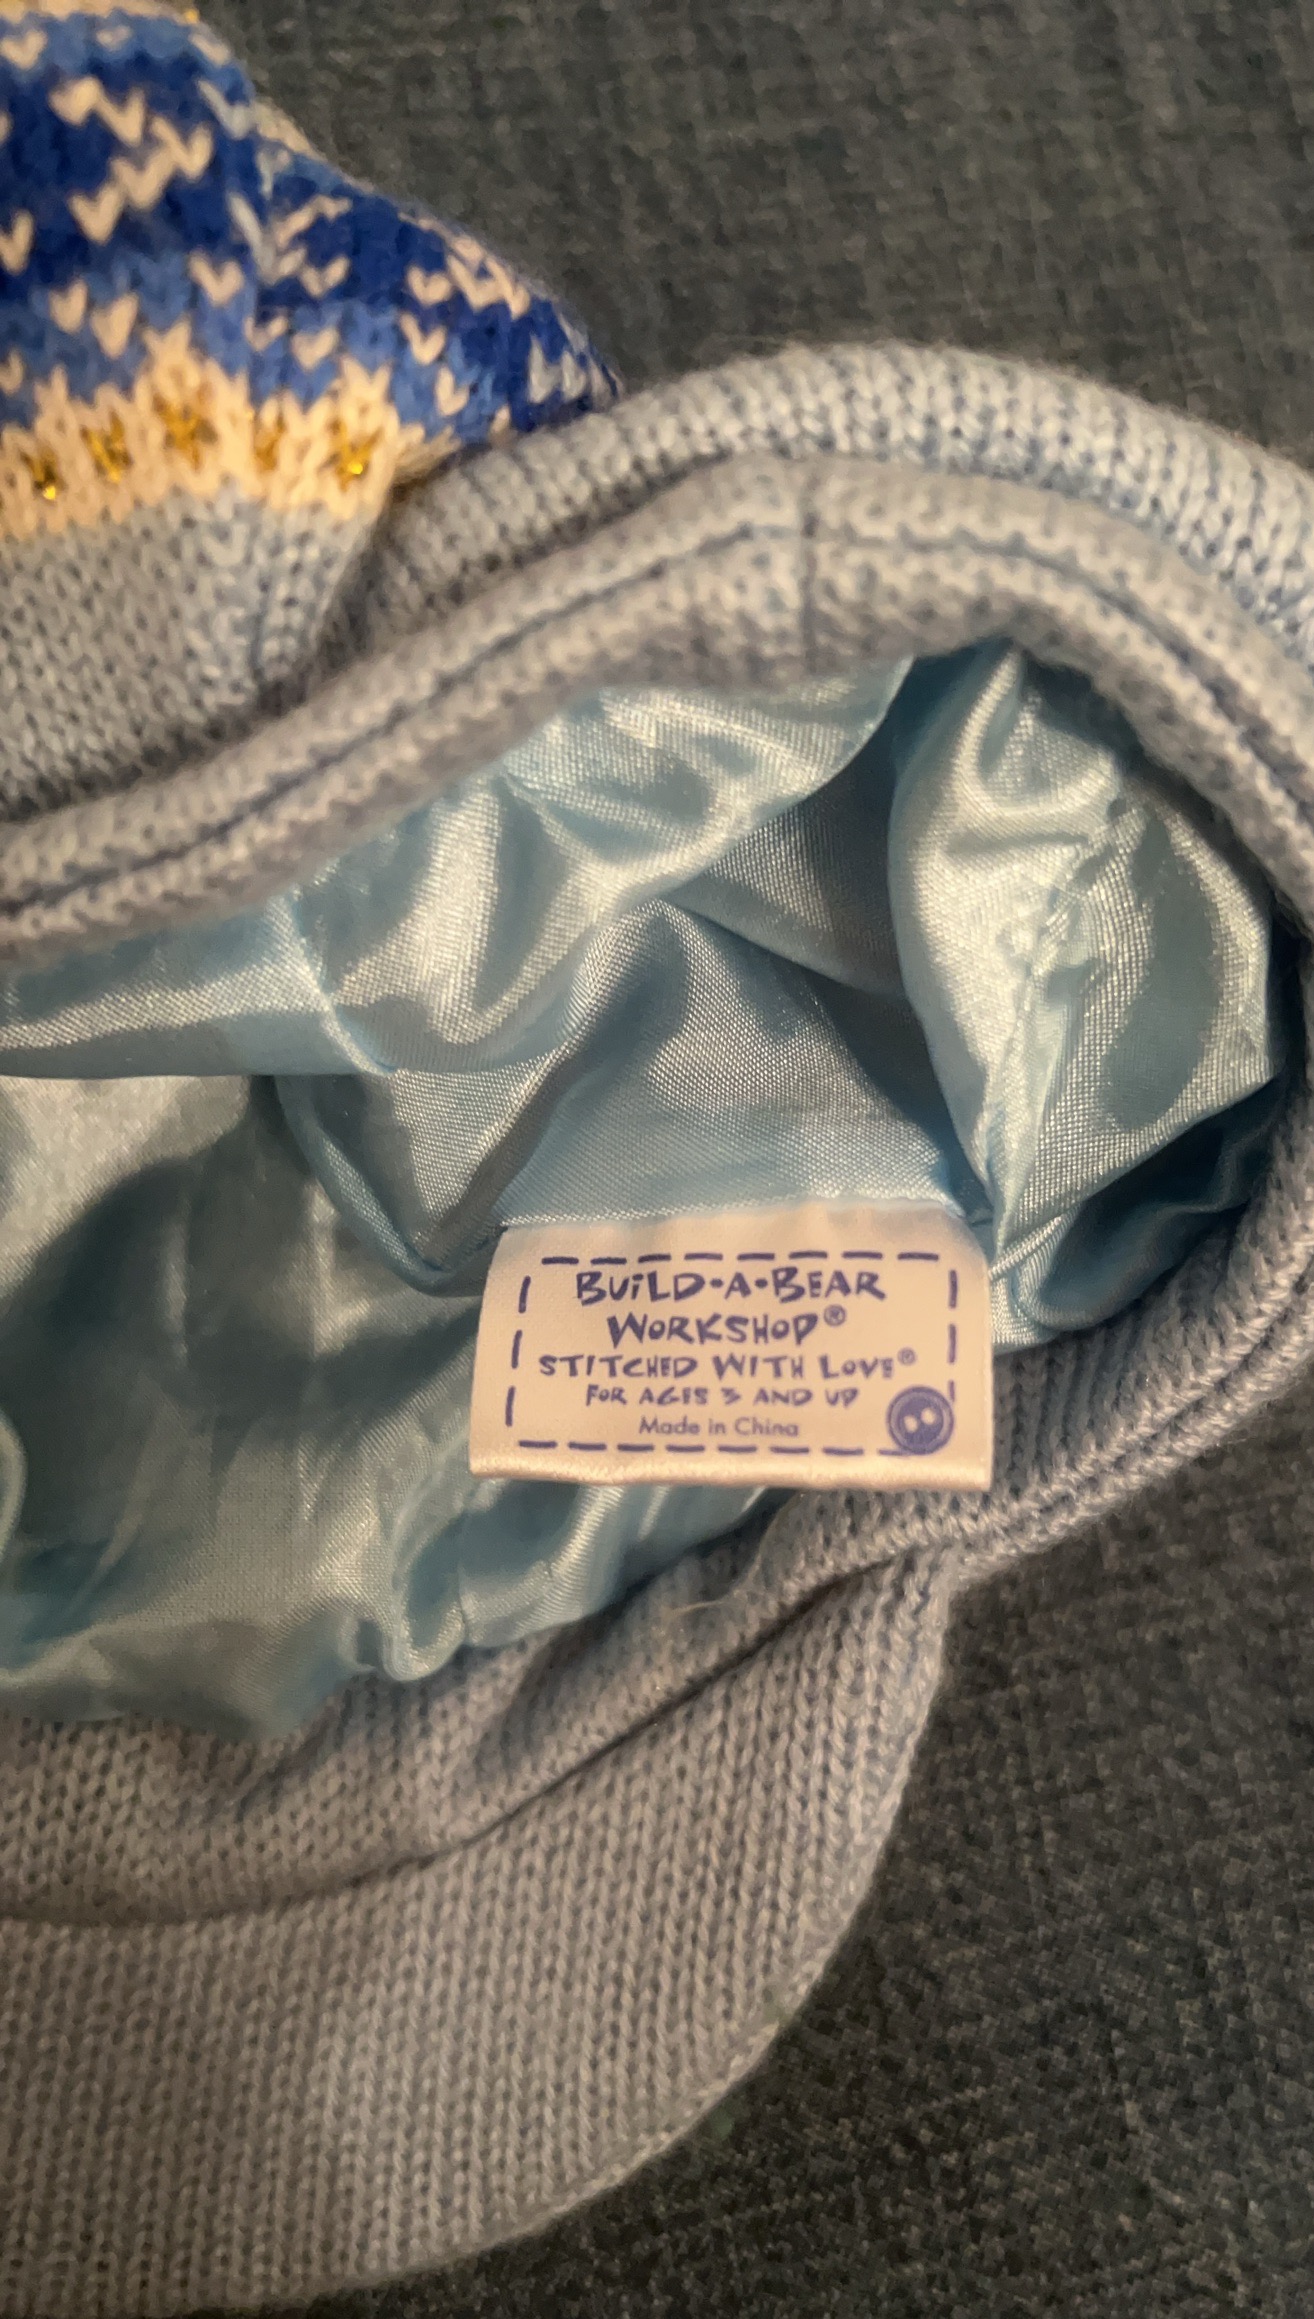 BUiLD•A•BEAR
WORKSHOP®
STITCHED WITH LOVE®
FOR AGES 3 AND UP
Made in China